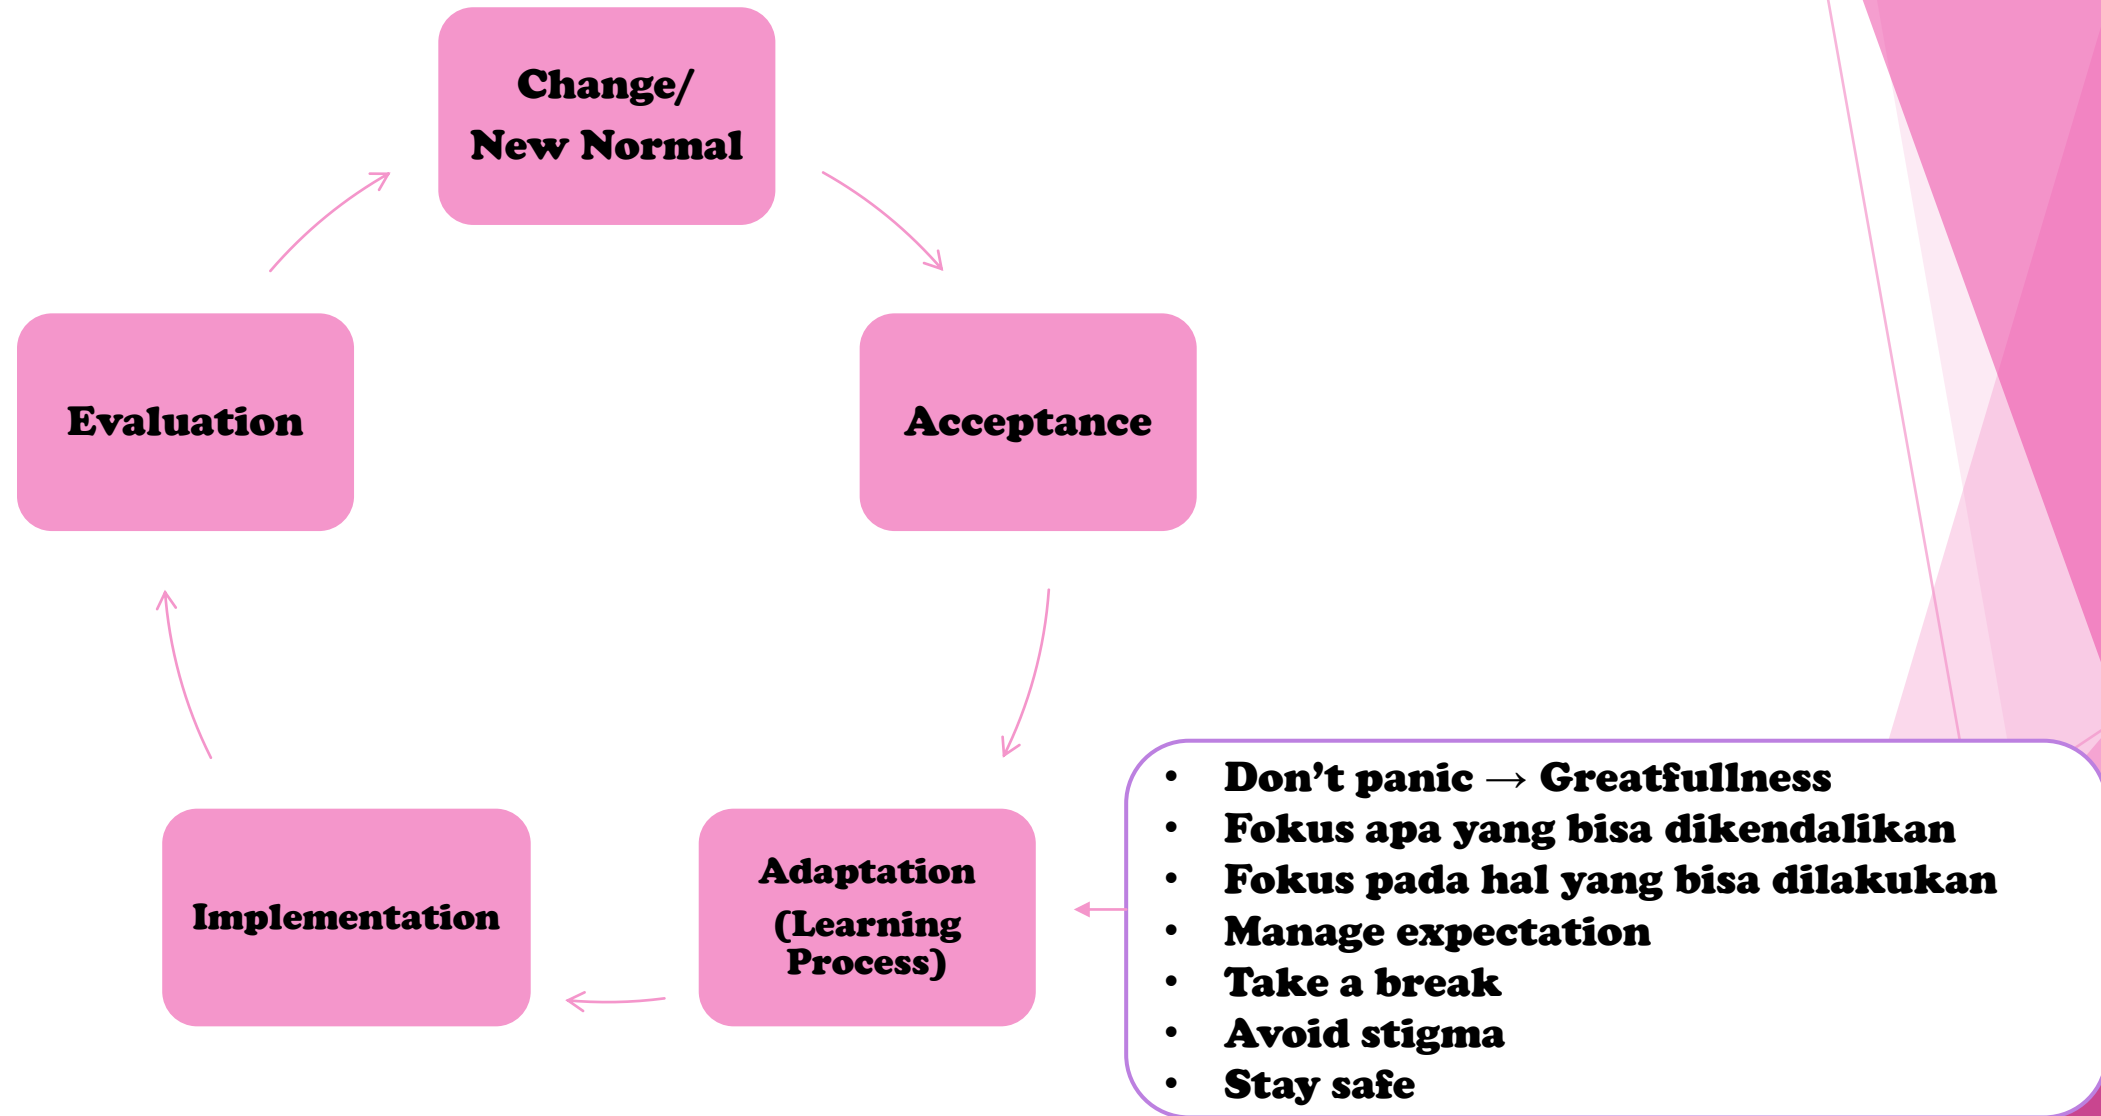 Change/
New Normal
Acceptance
Adaptation
(Learning
Process)
Implementation
Evaluation
• Don’t panic → Greatfullness
• Fokus apa yang bisa dikendalikan
• Fokus pada hal yang bisa dilakukan
• Manage expectation
• Take a break
• Avoid stigma
• Stay safe